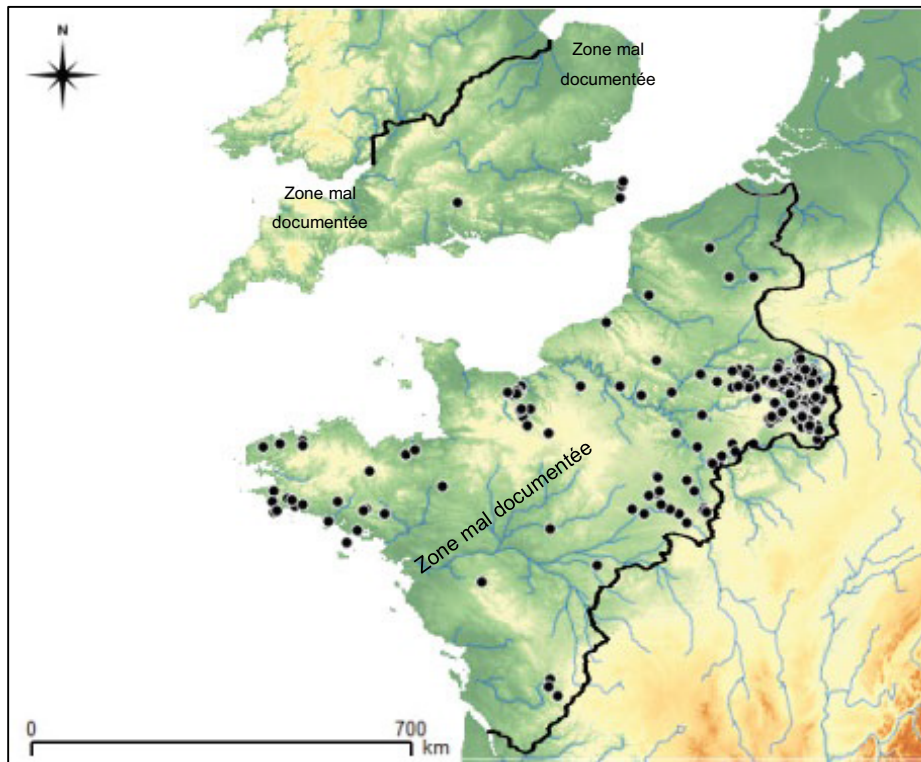 N
Zone mal
documentée
Zone mal
documentée
Zone mal documentée
0
700
km